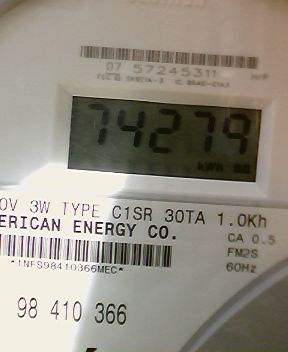 07 57245311
74279
kWh
0V 3W TYPE C1SR 30TA 1.0Kh
ERICAN ENERGY CO.
CA 0.5
FM2S
60Hz
*1NFS98410366MEC*
98 410 366